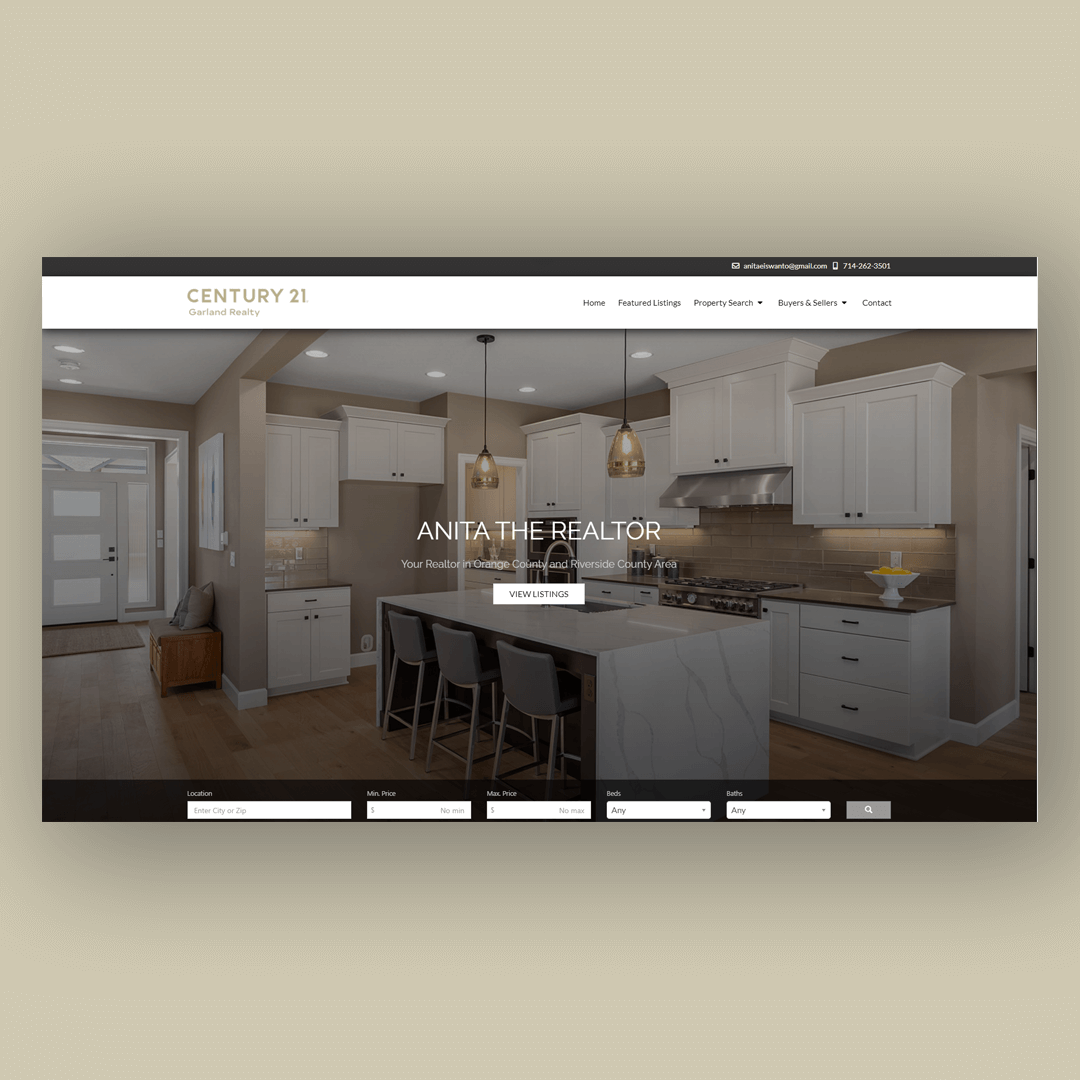 anitaeiswanto@gmail.com 714-262-3501
CENTURY 21
Garland Realty
Home Featured Listings Property Search Buyers & Sellers Contact
ANITA THE REALTOR
Your Realtor in Orange County and Riverside County Area
VIEW LISTINGS
Location Min. Price Max. Price Beds Baths
Enter City or Zip $ No min $ No max Any Any